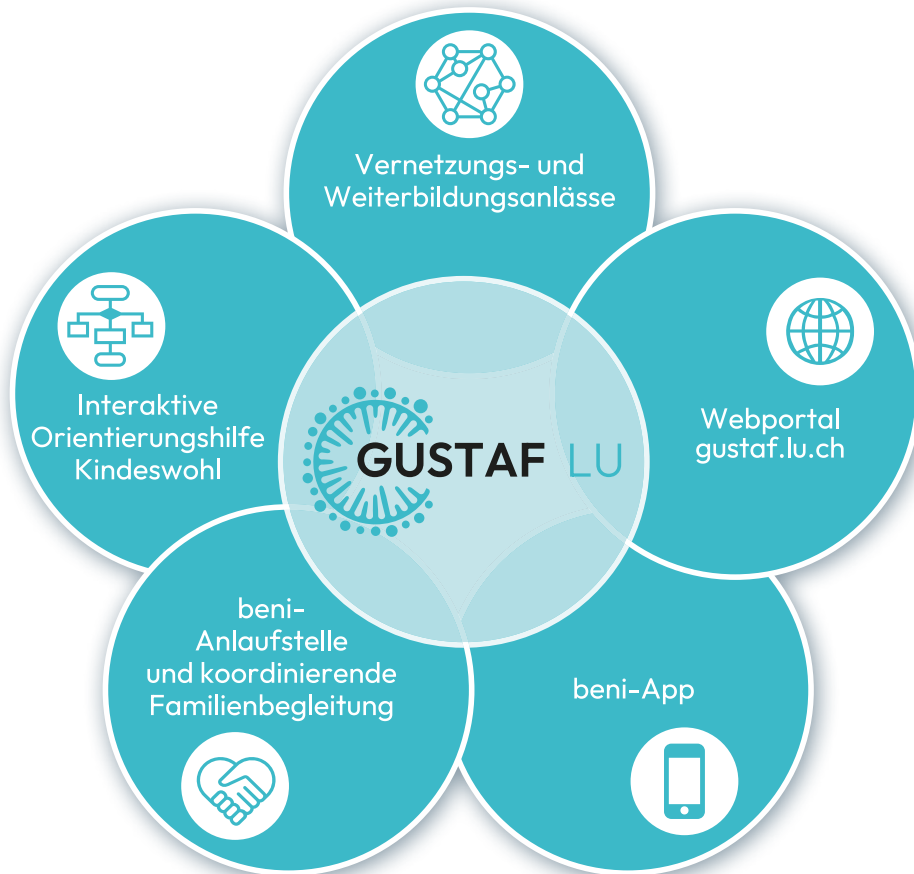 Vernetzungs- und
Weiterbildungsanlässe
Interaktive
Orientierungshilfe
Kindeswohl
Webportal
gustaf.lu.ch
GUSTAF LU
beni-
Anlaufstelle
und koordinierende
Familienbegleitung
beni-App